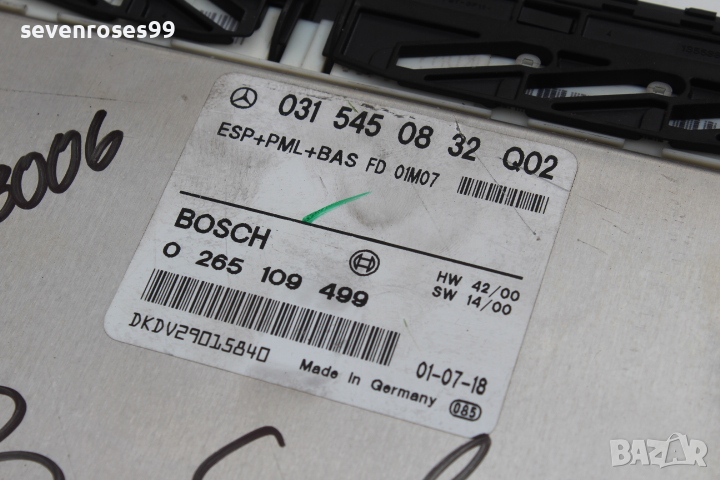 sevenroses99
031 545 08 32 Q02
ESP+PML+BAS FD 01M07
BOSCH
0 265 109 499
HW 42/00
SW 14/00
DKDV29015840
Made in Germany
01-07-18
085
3006
BAZAR